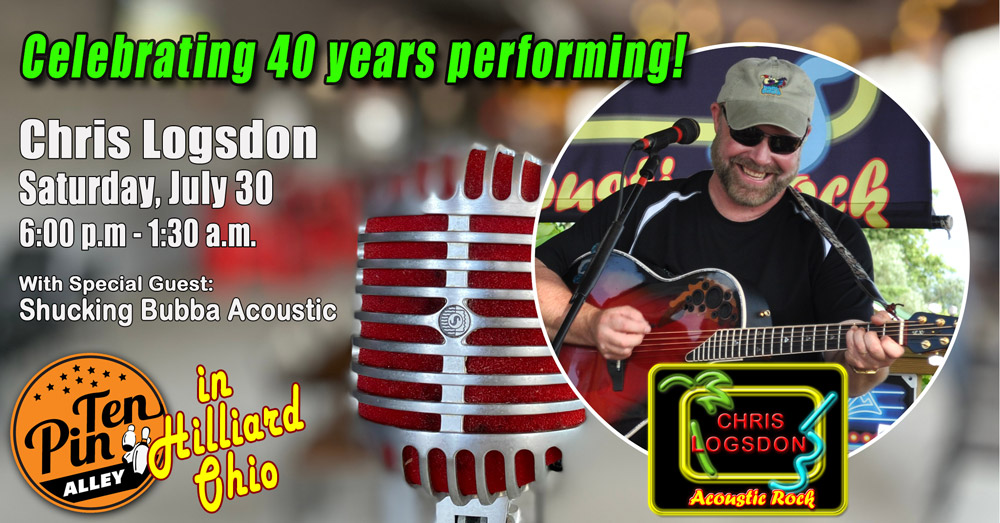 Celebrating 40 years performing!
Chris Logsdon
Saturday, July 30
6:00 p.m - 1:30 a.m.
With Special Guest:
Shucking Bubba Acoustic
Ten
Pin
ALLEY
in
Hilliard
Ohio
Rock
CHRIS
LOGSDON
Acoustic Rock